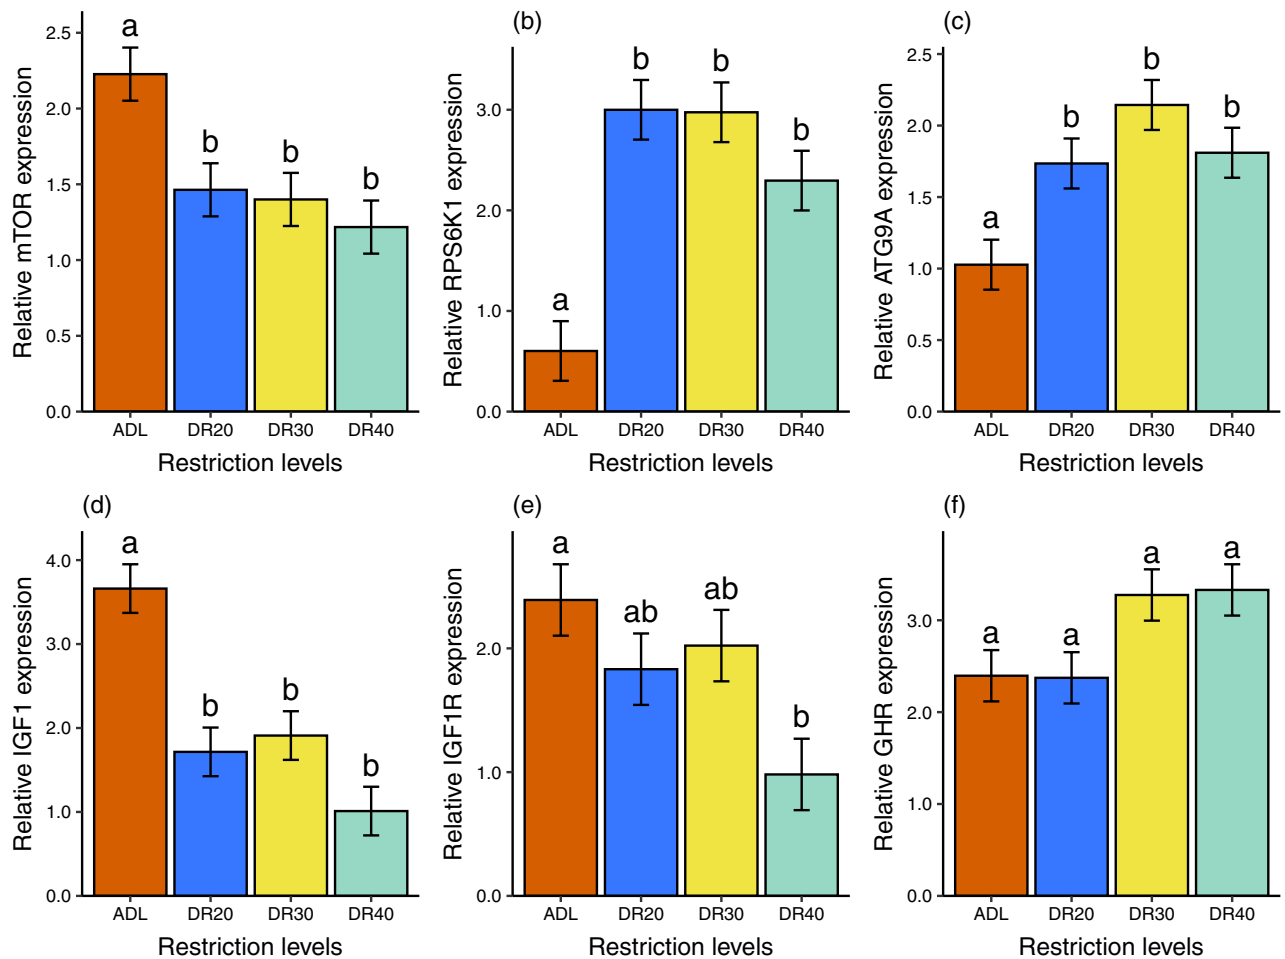 a
b
b
b
2.5
2.0
1.5
1.0
0.5
0.0
Relative mTOR expression
ADL DR20 DR30 DR40
Restriction levels
(b)
a
b
b
b
3.0
2.0
1.0
0.0
Relative RPS6K1 expression
ADL DR20 DR30 DR40
Restriction levels
(c)
a
b
b
b
2.5
2.0
1.5
1.0
0.5
0.0
Relative ATG9A expression
ADL DR20 DR30 DR40
Restriction levels
(d)
a
b
b
b
4.0
3.0
2.0
1.0
0.0
Relative IGF1 expression
ADL DR20 DR30 DR40
Restriction levels
(e)
a
ab
ab
b
2.0
1.0
0.0
Relative IGF1R expression
ADL DR20 DR30 DR40
Restriction levels
(f)
a
a
a
a
3.0
2.0
1.0
0.0
Relative GHR expression
ADL DR20 DR30 DR40
Restriction levels